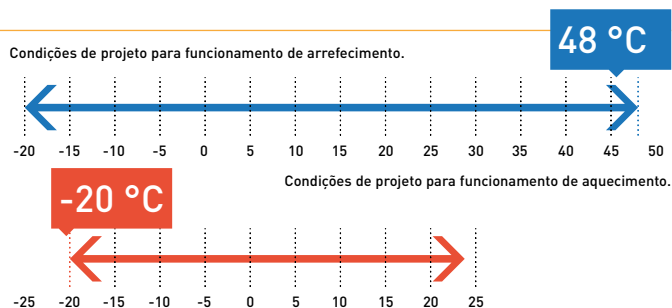 48 °C
Condições de projeto para funcionamento de arrefecimento.
-20 -15 -10 -5 0 5 10 15 20 25 30 35 40 45 50
Condições de projeto para funcionamento de aquecimento.
-20 °C
-25 -20 -15 -10 -5 0 5 10 15 20 25